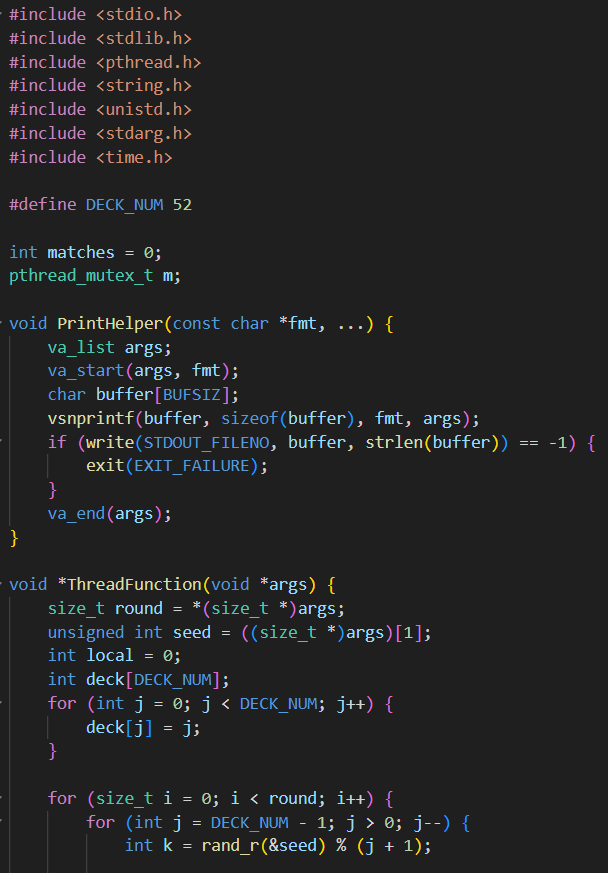 #include <stdio.h>
#include <stdlib.h>
#include <pthread.h>
#include <string.h>
#include <unistd.h>
#include <stdarg.h>
#include <time.h>

#define DECK_NUM 52

int matches = 0;
pthread_mutex_t m;

void PrintHelper(const char *fmt, ...) {
    va_list args;
    va_start(args, fmt);
    char buffer[BUFSIZ];
    vsnprintf(buffer, sizeof(buffer), fmt, args);
    if (write(STDOUT_FILENO, buffer, strlen(buffer)) == -1) {
        exit(EXIT_FAILURE);
    }
    va_end(args);
}

void *ThreadFunction(void *args) {
    size_t round = *(size_t *)args;
    unsigned int seed = ((size_t *)args)[1];
    int local = 0;
    int deck[DECK_NUM];
    for (int j = 0; j < DECK_NUM; j++) {
        deck[j] = j;
    }

    for (size_t i = 0; i < round; i++) {
        for (int j = DECK_NUM - 1; j > 0; j--) {
            int k = rand_r(&seed) % (j + 1);